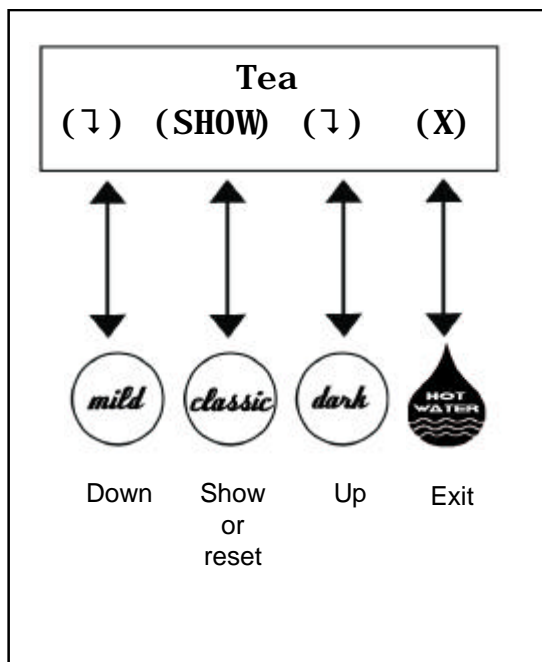 Tea
(↴) (SHOW) (↴) (X)
mild classic dark HOT
WATER
Down Show Up Exit
or
reset